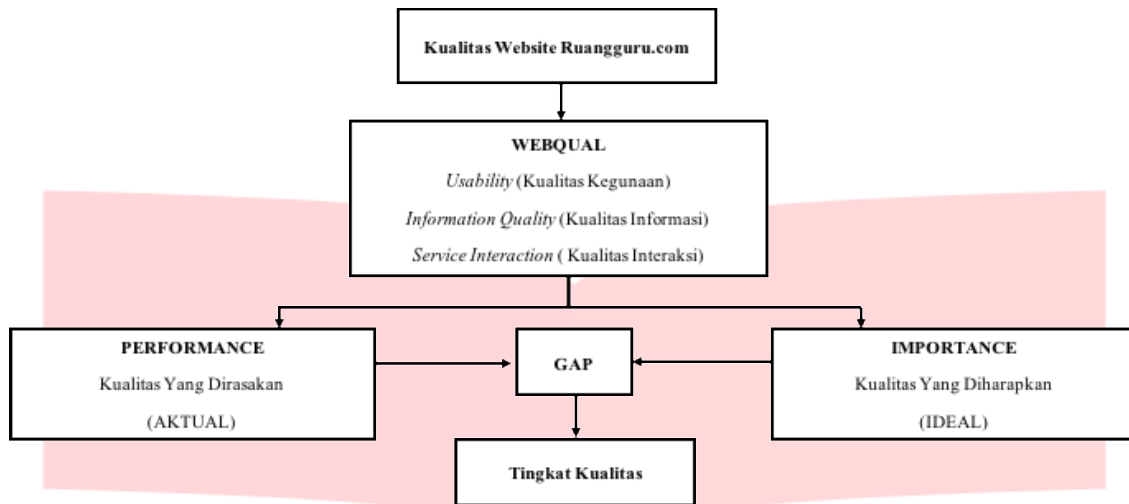 Kualitas Website Ruangguru.com
WEBQUAL
Usability (Kualitas Kegunaan)
Information Quality (Kualitas Informasi)
Service Interaction ( Kualitas Interaksi)
PERFORMANCE
Kualitas Yang Dirasakan
(AKTUAL)
GAP
IMPORTANCE
Kualitas Yang Diharapkan
(IDEAL)
Tingkat Kualitas